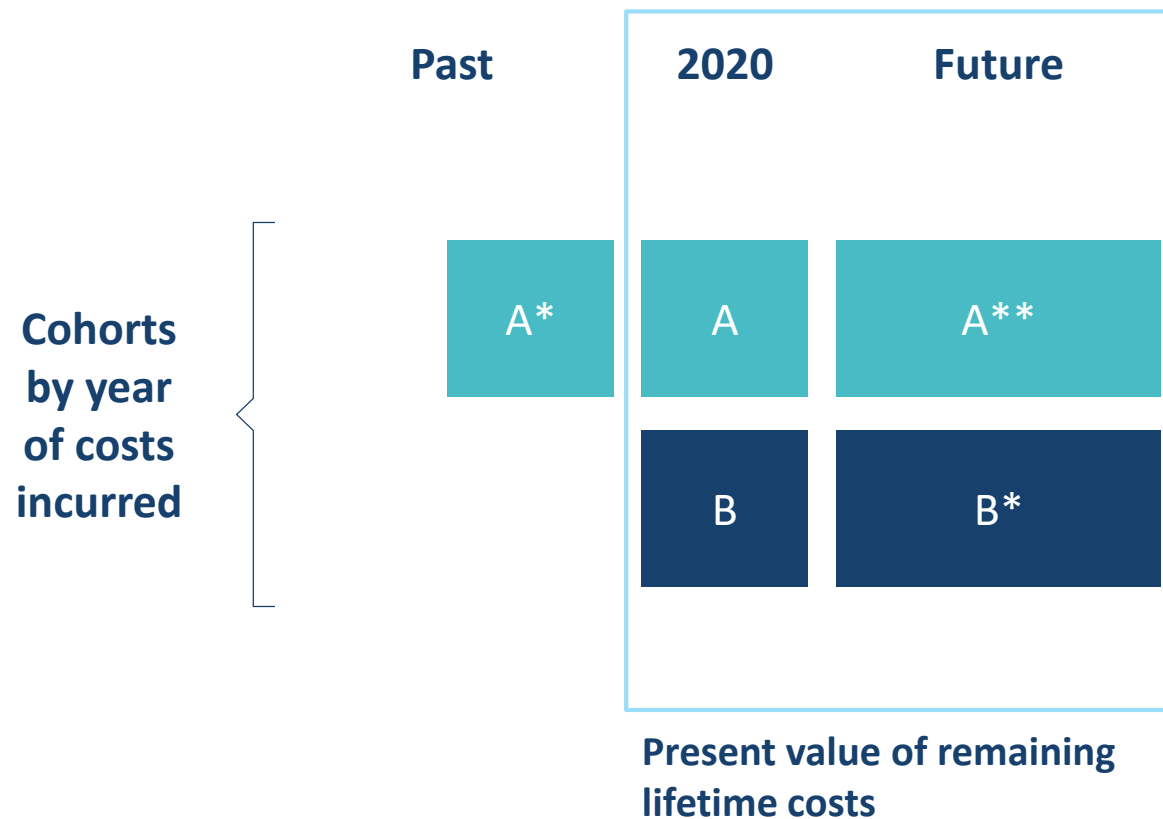 Past 2020 Future
A* A A**
Cohorts
by year
of costs
incurred
B B*
Present value of remaining
lifetime costs